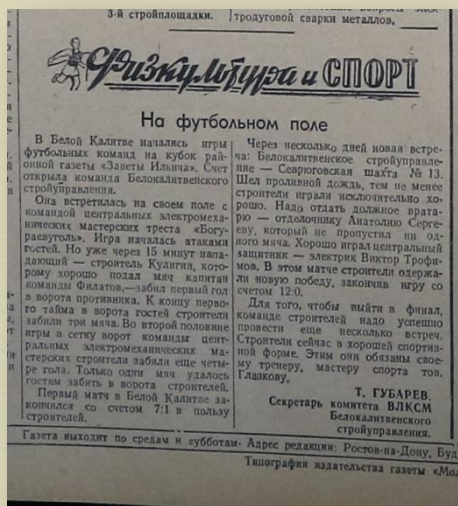 3-й стройплощадки.
тродуговой сварки металлов,
Физкультура и СПОРТ
На футбольном поле
В Белой Калитве начались игры
футбольных команд на кубок рай-
онной газеты «Заветы Ильича». Счет
открыла команда Белокалитвенского
стройуправления.
Она встретилась на своем поле с
командой центральных электромеха-
нических мастерских треста «Богу-
раевуголь». Игра началась атаками
гостей. Но уже через 15 минут напа-
дающий — строитель Кулигин, кото-
рому хорошо подал мяч капитан
команды Филатов,—забил первый гол
в ворота противника. К концу перво-
го тайма в ворота гостей строители
забили три мяча. Во второй половине
игры в сетку ворот команды цент-
ральных электромеханических ма-
стерских строители забили еще четы-
ре гола. Только один мяч удалось
гостям забить в ворота строителей.
Первый матч в Белой Калитве за-
кончился со счетом 7:1 в пользу
строителей.
Через несколько дней новая встре-
ча: Белокалитвенское стройуправле-
ние — Севрюговская шахта № 13.
Шел проливной дождь, тем не менее
строители играли исключительно хо-
рошо. Надо отдать должное врата-
рю — отделочнику Анатолию Сергее-
ву, который не пропустил ни од-
ного мяча. Хорошо играл центральный
защитник — электрик Виктор Трофи-
мов. В этом матче строители одержа-
ли новую победу, закончив игру со
счетом 12:0.
Для того, чтобы выйти в финал,
команде строителей надо успешно
провести еще несколько встреч.
Строители сейчас в хорошей спортив-
ной форме. Этим они обязаны свое-
му тренеру, мастеру спорта тов.
Глазкову.
Т. ГУБАРЕВ.
Секретарь комитета ВЛКСМ
Белокалитвенского
стройуправления.
Газета выходит по средам и субботам. Адрес редакции: Ростов-на-Дону, Буд
Типография издательства газеты «Мол